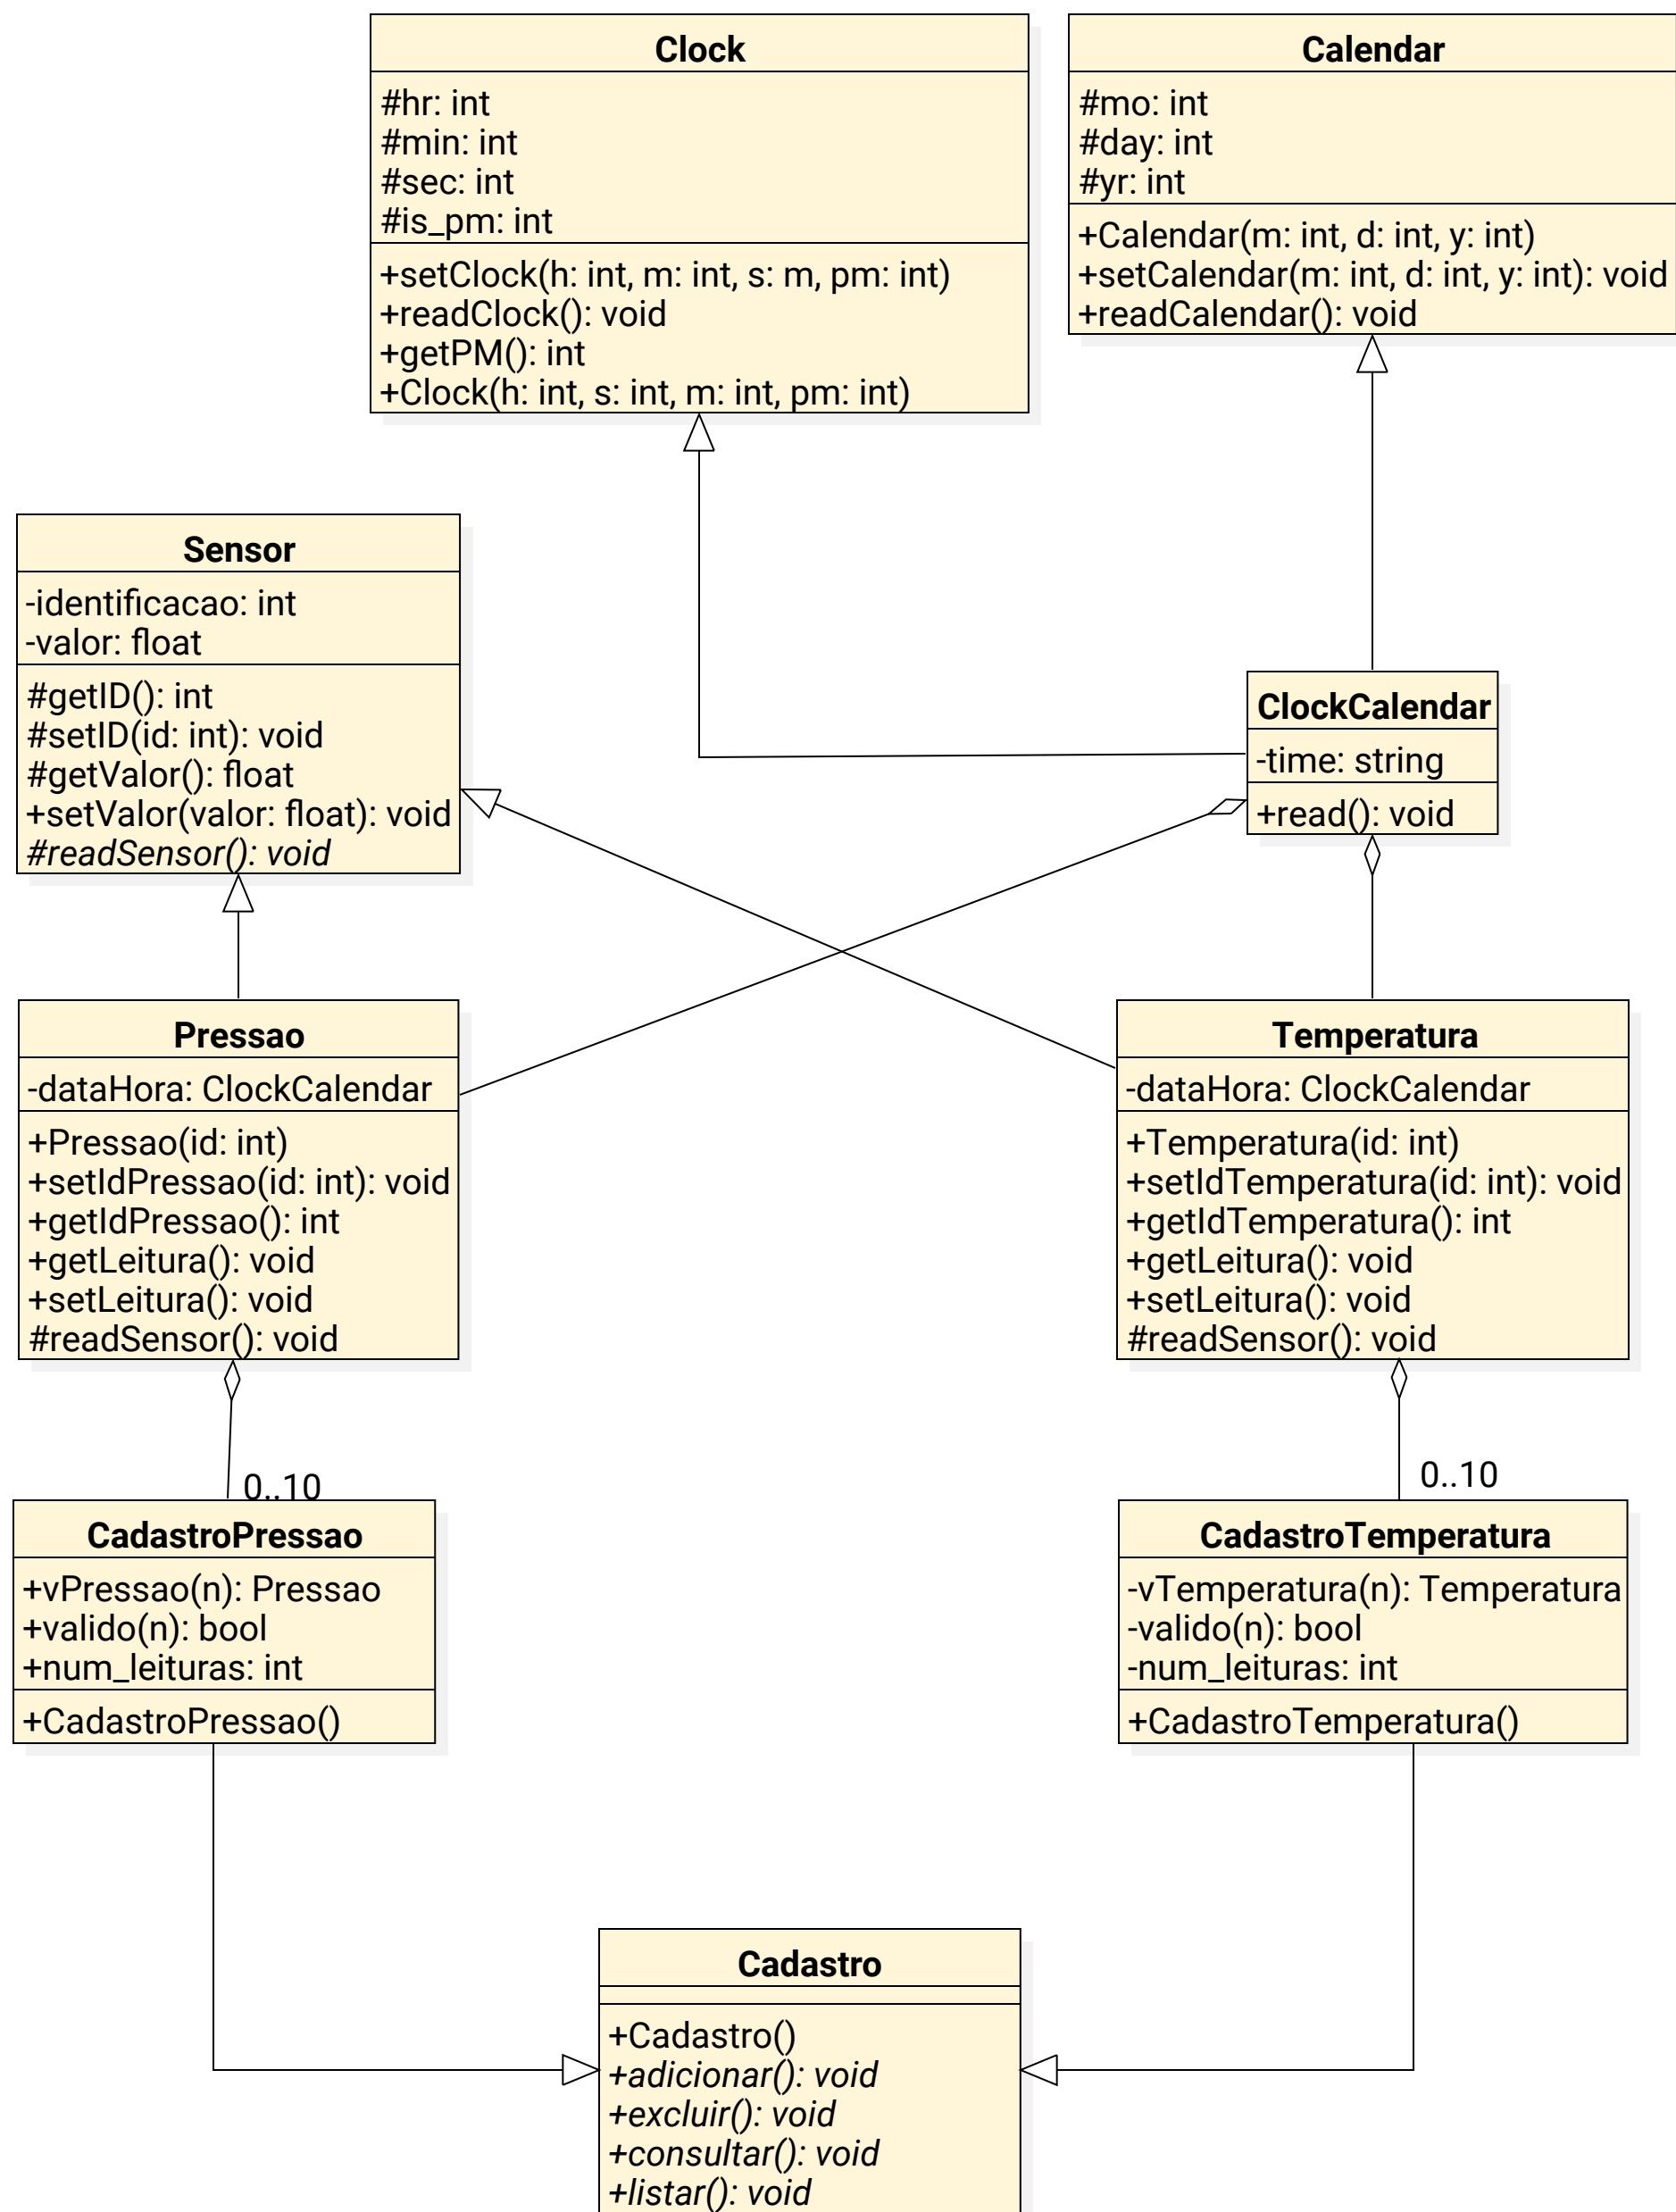 Clock
#hr: int
#min: int
#sec: int
#is_pm: int
+setClock(h: int, m: int, s: m, pm: int)
+readClock(): void
+getPM(): int
+Clock(h: int, s: int, m: int, pm: int)
Calendar
#mo: int
#day: int
#yr: int
+Calendar(m: int, d: int, y: int)
+setCalendar(m: int, d: int, y: int): void
+readCalendar(): void
Sensor
-identificacao: int
-valor: float
#getID(): int
#setID(id: int): void
#getValor(): float
+setValor(valor: float): void
#readSensor(): void
ClockCalendar
-time: string
+read(): void
Pressao
-dataHora: ClockCalendar
+Pressao(id: int)
+setIdPressao(id: int): void
+getIdPressao(): int
+getLeitura(): void
+setLeitura(): void
#readSensor(): void
Temperatura
-dataHora: ClockCalendar
+Temperatura(id: int)
+setIdTemperatura(id: int): void
+getIdTemperatura(): int
+getLeitura(): void
+setLeitura(): void
#readSensor(): void
0..10
0..10
CadastroPressao
+vPressao(n): Pressao
+valido(n): bool
+num_leituras: int
+CadastroPressao()
CadastroTemperatura
-vTemperatura(n): Temperatura
-valido(n): bool
-num_leituras: int
+CadastroTemperatura()
Cadastro
+Cadastro()
+adicionar(): void
+excluir(): void
+consultar(): void
+listar(): void